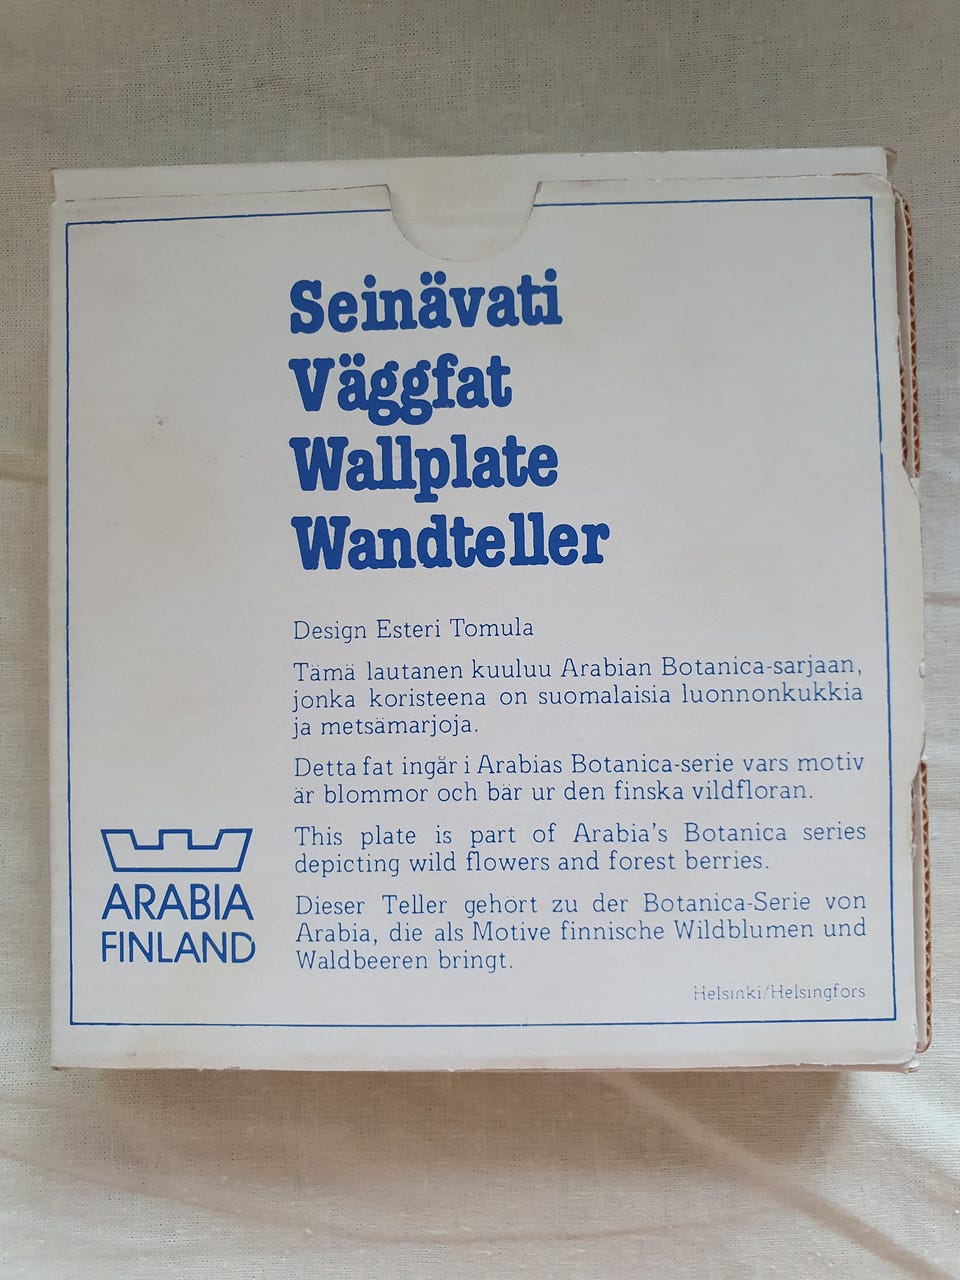 Seinävati
Väggfat
Wallplate
Wandteller
Design Esteri Tomula
Tämä lautanen kuuluu Arabian Botanica-sarjaan,
jonka koristeena on suomalaisia luonnonkukkia
ja metsämarjoja.
Detta fat ingår i Arabias Botanica-serie vars motiv
är blommor och bär ur den finska vildfloran.
This plate is part of Arabia's Botanica series
depicting wild flowers and forest berries.
Dieser Teller gehört zu der Botanica-Serie von
Arabia, die als Motive finnische Wildblumen und
Waldbeeren bringt.
Helsinki/Helsingfors
ARABIA
FINLAND